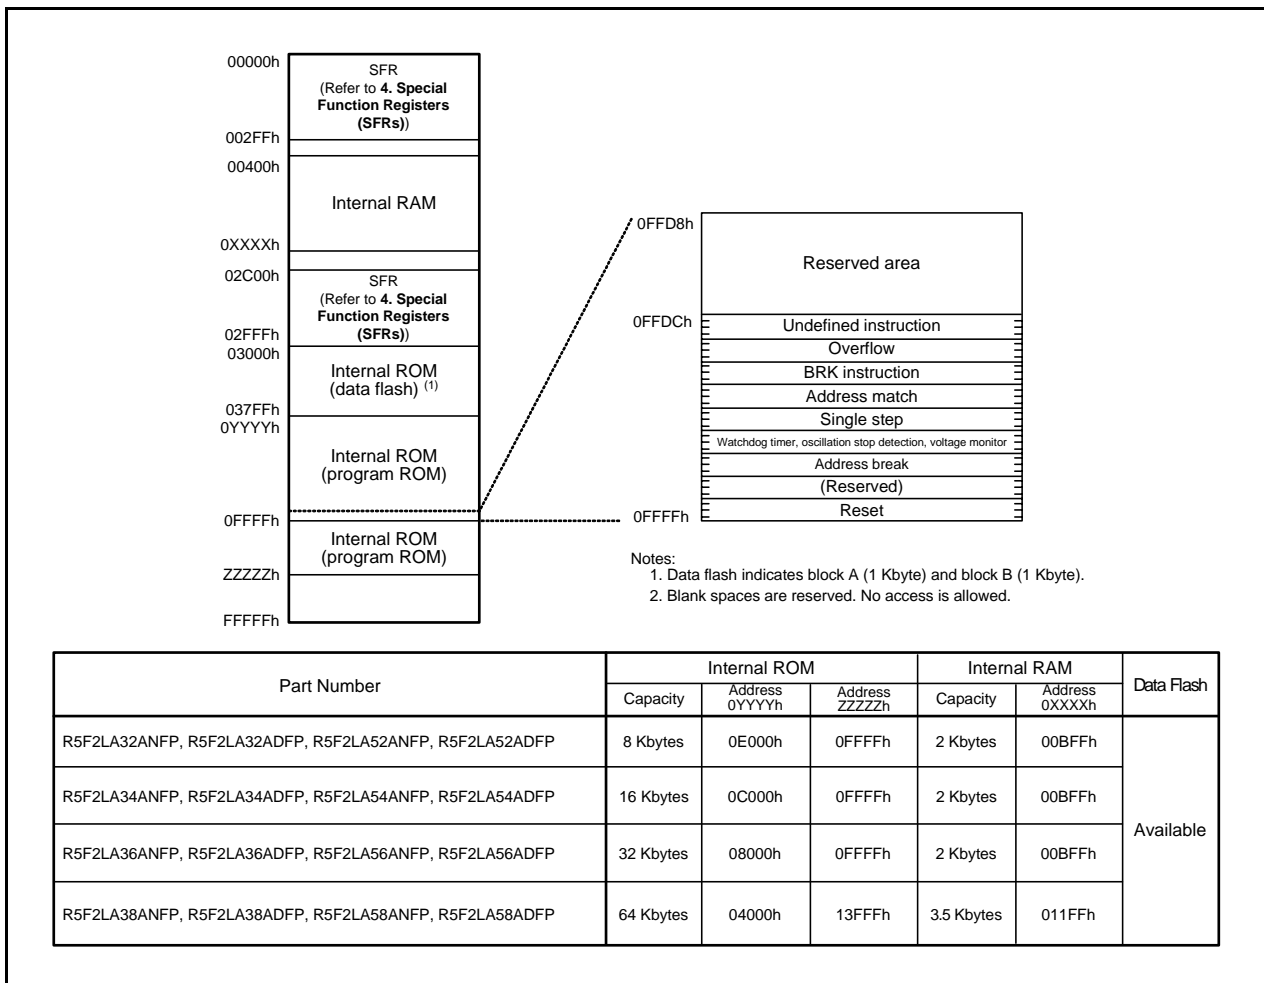 00000h
SFR
(Refer to 4. Special
Function Registers
(SFRs))
002FFh
00400h
Internal RAM
0XXXXh
02C00h
SFR
(Refer to 4. Special
Function Registers
(SFRs))
02FFFh
03000h
Internal ROM
(data flash) (1)
037FFh
0YYYYh
Internal ROM
(program ROM)
0FFFFh
Internal ROM
(program ROM)
ZZZZZh
FFFFFh
0FFD8h
Reserved area
0FFDCh
Undefined instruction
Overflow
BRK instruction
Address match
Single step
Watchdog timer, oscillation stop detection, voltage monitor
Address break
(Reserved)
Reset
0FFFFh
Notes:
1. Data flash indicates block A (1 Kbyte) and block B (1 Kbyte).
2. Blank spaces are reserved. No access is allowed.
Part Number
Internal ROM
Internal RAM
Data Flash
Capacity
Address
0YYYYh
Address
ZZZZZh
Capacity
Address
0XXXXh
R5F2LA32ANFP, R5F2LA32ADFP, R5F2LA52ANFP, R5F2LA52ADFP 8 Kbytes 0E000h 0FFFFh 2 Kbytes 00BFFh
R5F2LA34ANFP, R5F2LA34ADFP, R5F2LA54ANFP, R5F2LA54ADFP 16 Kbytes 0C000h 0FFFFh 2 Kbytes 00BFFh
Available
R5F2LA36ANFP, R5F2LA36ADFP, R5F2LA56ANFP, R5F2LA56ADFP 32 Kbytes 08000h 0FFFFh 2 Kbytes 00BFFh
R5F2LA38ANFP, R5F2LA38ADFP, R5F2LA58ANFP, R5F2LA58ADFP 64 Kbytes 04000h 13FFFh 3.5 Kbytes 011FFh